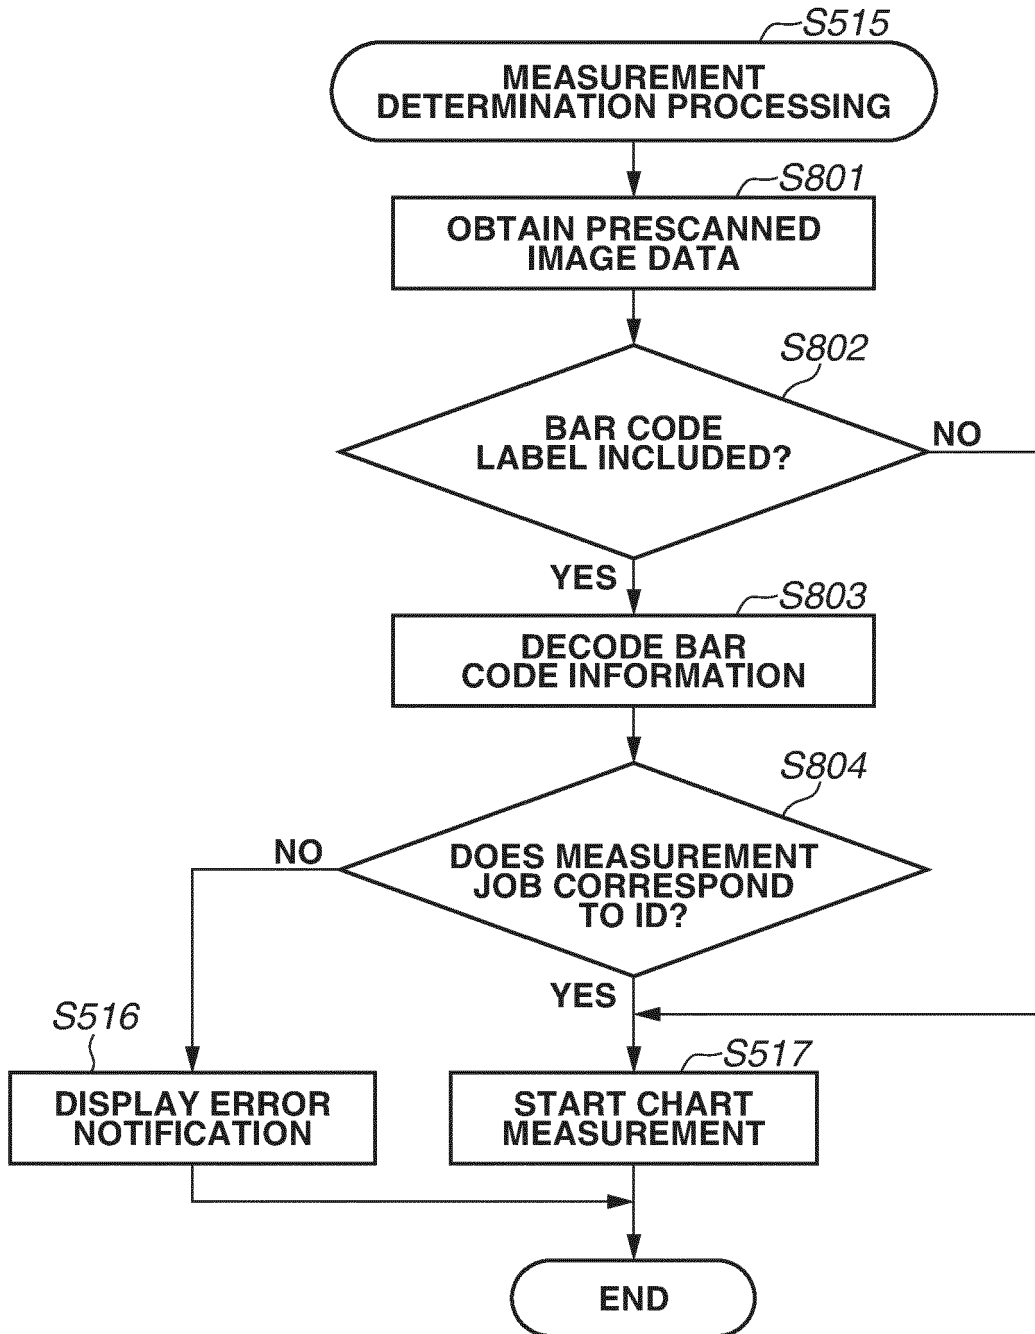 S515
MEASUREMENT
DETERMINATION PROCESSING
S801
OBTAIN PRESCANNED
IMAGE DATA
S802
BAR CODE
LABEL INCLUDED?
NO
YES
S803
DECODE BAR
CODE INFORMATION
S804
NO
DOES MEASUREMENT
JOB CORRESPOND
TO ID?
YES
S516
DISPLAY ERROR
NOTIFICATION
S517
START CHART
MEASUREMENT
END